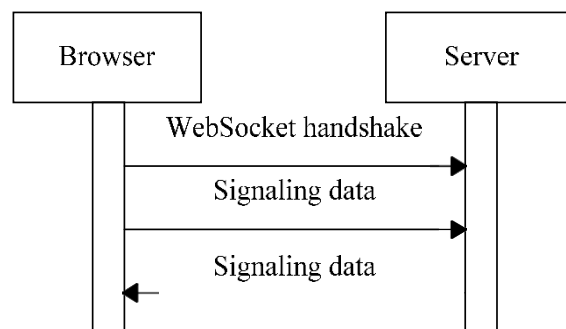 Browser
Server
WebSocket handshake
Signaling data
Signaling data